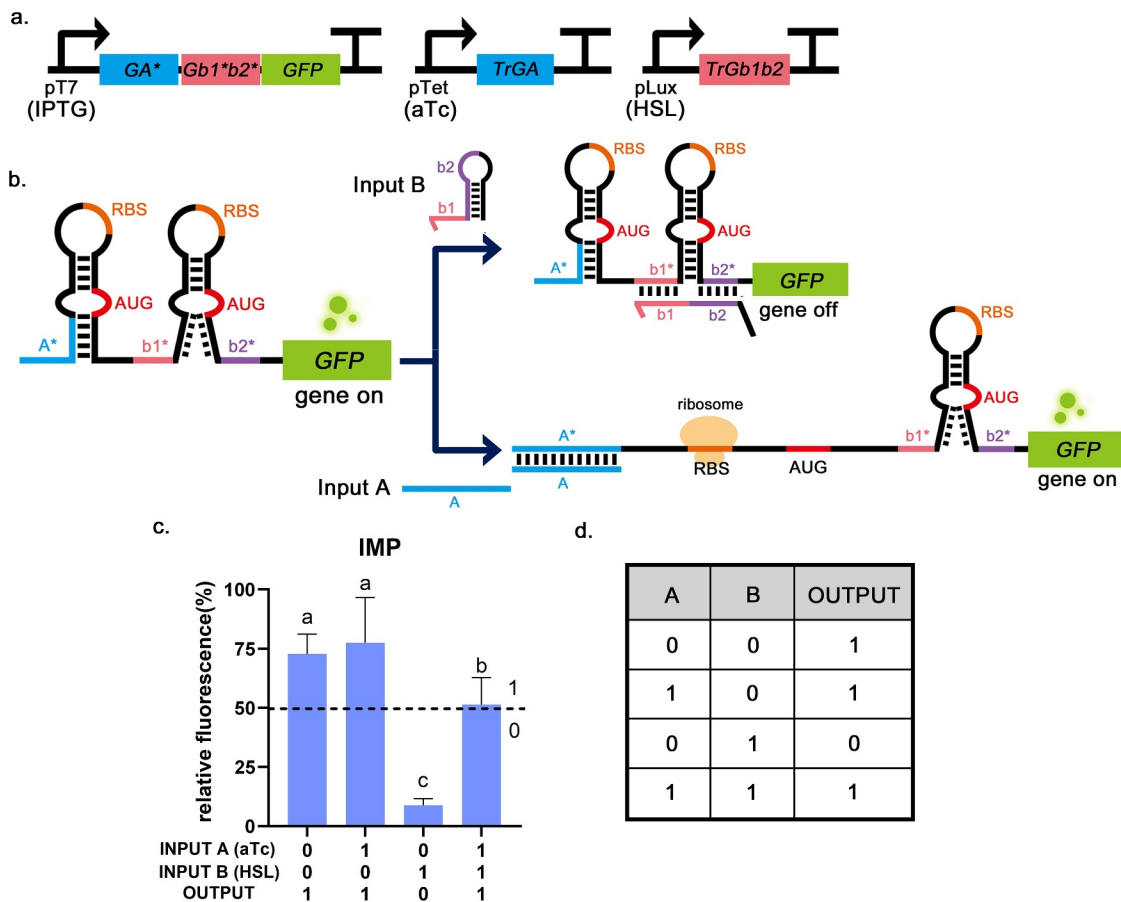 a.
GA* Gb1*b2* GFP
pT7
(IPTG)
TrGA
pTet
(aTc)
TrGb1b2
pLux
(HSL)
b.
RBS RBS
AUG AUG
A* b1* b2* GFP
gene on
Input B
b2
b1
RBS RBS
AUG AUG
A* b1* b2* GFP
b1 b2
gene off
Input A
A
A*
A
ribosome
RBS
AUG
RBS
AUG
b1* b2* GFP
gene on
c.
IMP
relative fluorescence(%)
100
75
50
25
0
a
a
c
b
1
0
INPUT A (aTc) 0 1 0 1
INPUT B (HSL) 0 0 1 1
OUTPUT 1 1 0 1
d.
A B OUTPUT
0 0 1
1 0 1
0 1 0
1 1 1